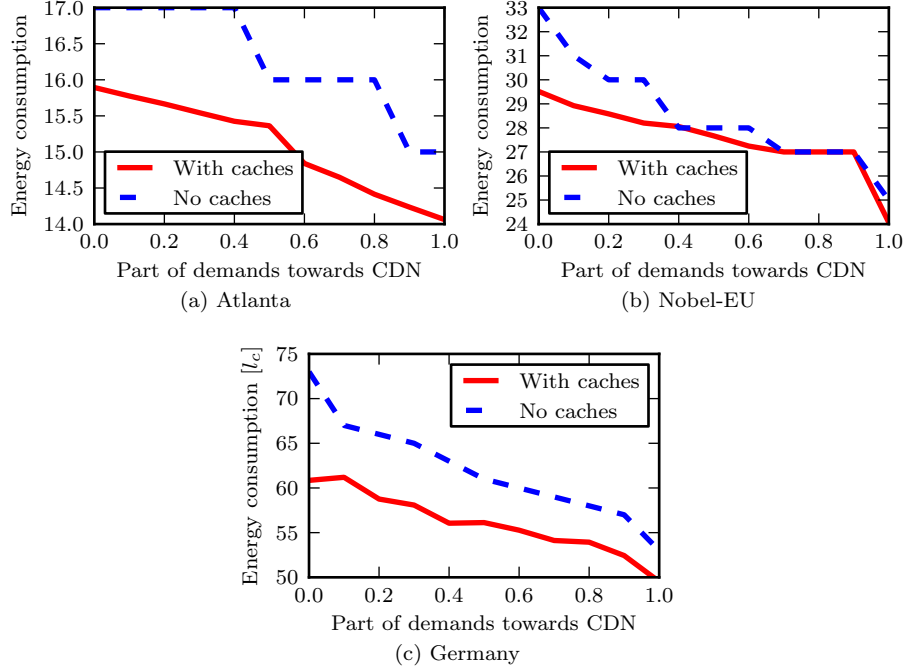 Energy consumption
17.0
16.5
16.0
15.5
15.0
14.5
14.0
With caches
No caches
0.0 0.2 0.4 0.6 0.8 1.0
Part of demands towards CDN
(a) Atlanta
Energy consumption
33
32
31
30
29
28
27
26
25
24
With caches
No caches
0.0 0.2 0.4 0.6 0.8 1.0
Part of demands towards CDN
(b) Nobel-EU
Energy consumption [l_c]
75
70
65
60
55
50
With caches
No caches
0.0 0.2 0.4 0.6 0.8 1.0
Part of demands towards CDN
(c) Germany